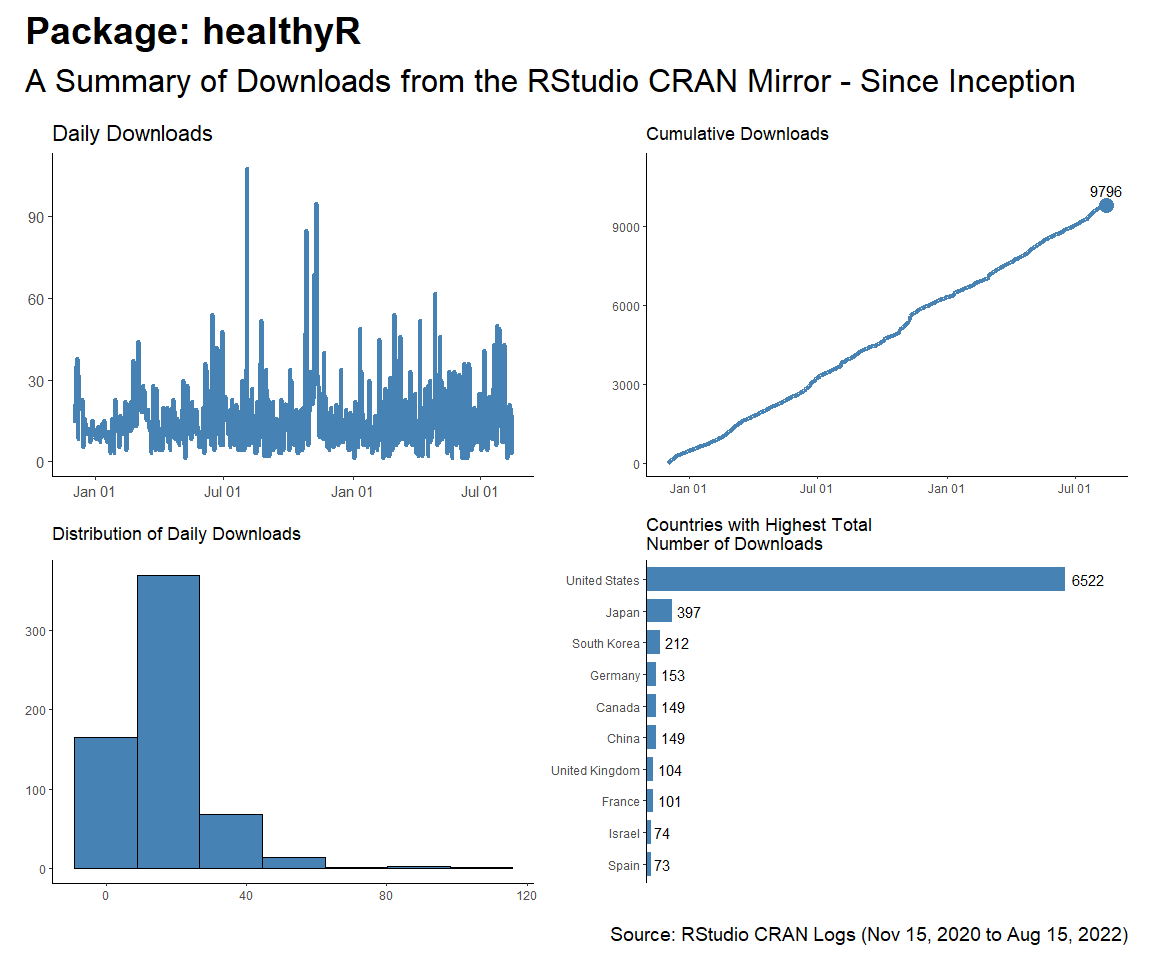 Package: healthyR
A Summary of Downloads from the RStudio CRAN Mirror - Since Inception
Daily Downloads
90
60
30
0
Jan 01
Jul 01
Jan 01
Jul 01
Cumulative Downloads
9796
9000
6000
3000
0
Jan 01
Jul 01
Jan 01
Jul 01
Distribution of Daily Downloads
300
200
100
0
0
40
80
120
Countries with Highest Total
Number of Downloads
United States 6522
Japan 397
South Korea 212
Germany 153
Canada 149
China 149
United Kingdom 104
France 101
Israel 74
Spain 73
Source: RStudio CRAN Logs (Nov 15, 2020 to Aug 15, 2022)